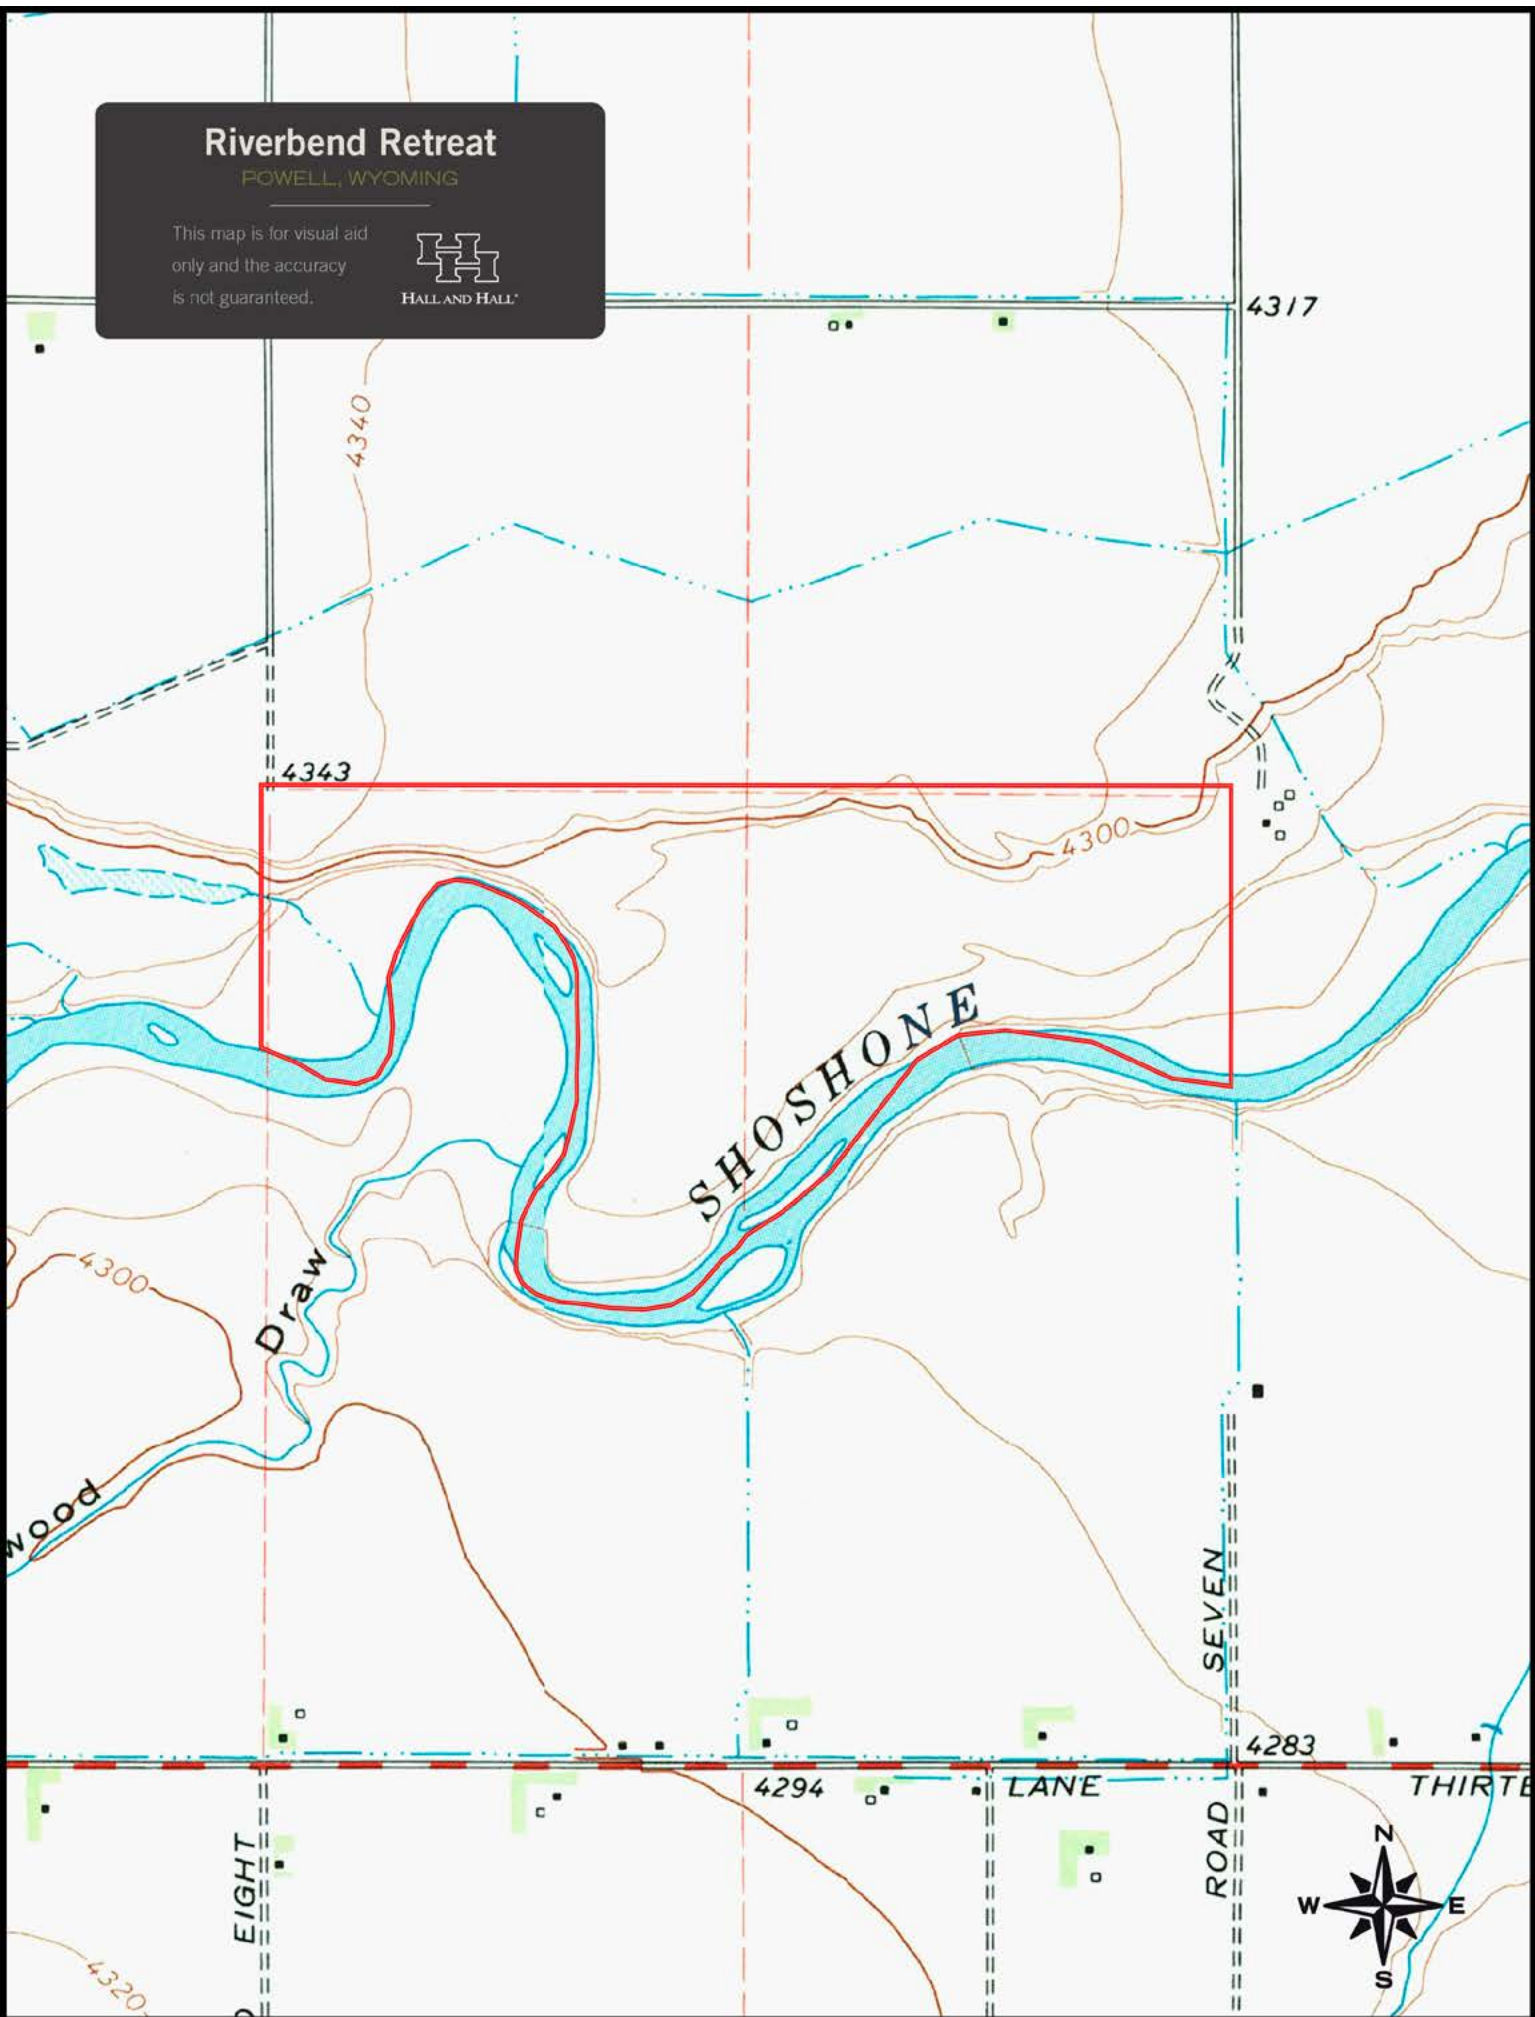 Riverbend Retreat
POWELL, WYOMING
This map is for visual aid
only and the accuracy
is not guaranteed.
HALL AND HALL®
4317
4340
4343
4300
SHOSHONE
4300
Draw
wood
SEVEN
4283
4294
LANE
THIRTE
ROAD
EIGHT
N
W
E
S
4320